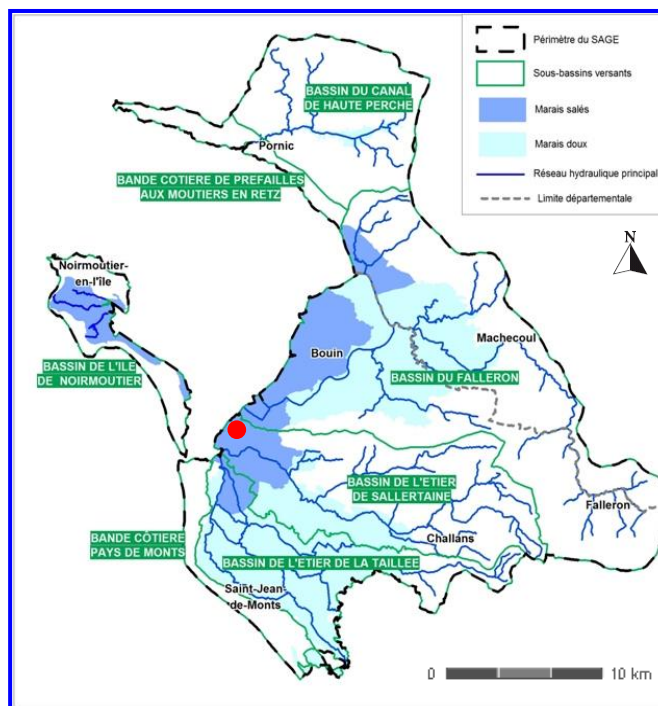 Périmètre du SAGE
Sous-bassins versants
Marais salés
Marais doux
Réseau hydraulique principal
Limite départementale
N
BASSIN DU CANAL
DE HAUTE PERCHE
Pornic
BANDE COTIERE DE PREFAILLES
AUX MOUTIERS EN RETZ
Noirmoutier-
en-l'île
Machecoul
Bouin
BASSIN DE L'ILE
DE NOIRMOUTIER
BASSIN DU FALLERON
BASSIN DE L'ETIER
DE SALLERTAINE
Falleron
BANDE CÔTIERE
PAYS DE MONTS
Challans
BASSIN DE L'ETIER DE LA TAILLEE
Saint-Jean-
de-Monts
0 10 km